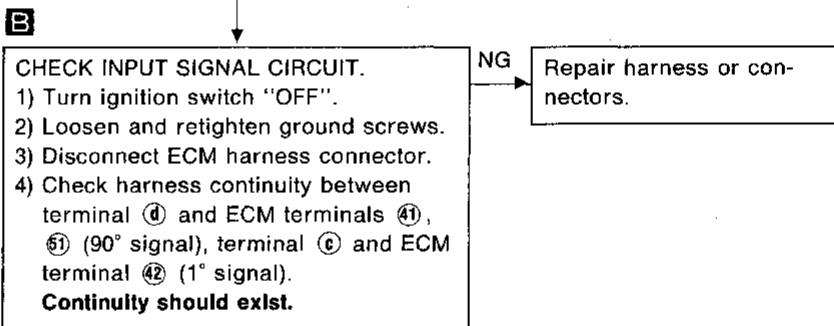 B
CHECK INPUT SIGNAL CIRCUIT.
1) Turn ignition switch "OFF".
2) Loosen and retighten ground screws.
3) Disconnect ECM harness connector.
4) Check harness continuity between
terminal ⓓ and ECM terminals ㊶,
�51 (90° signal), terminal ⓒ and ECM
terminal ㊷ (1° signal).
Continuity should exist.
NG
Repair harness or con-
nectors.